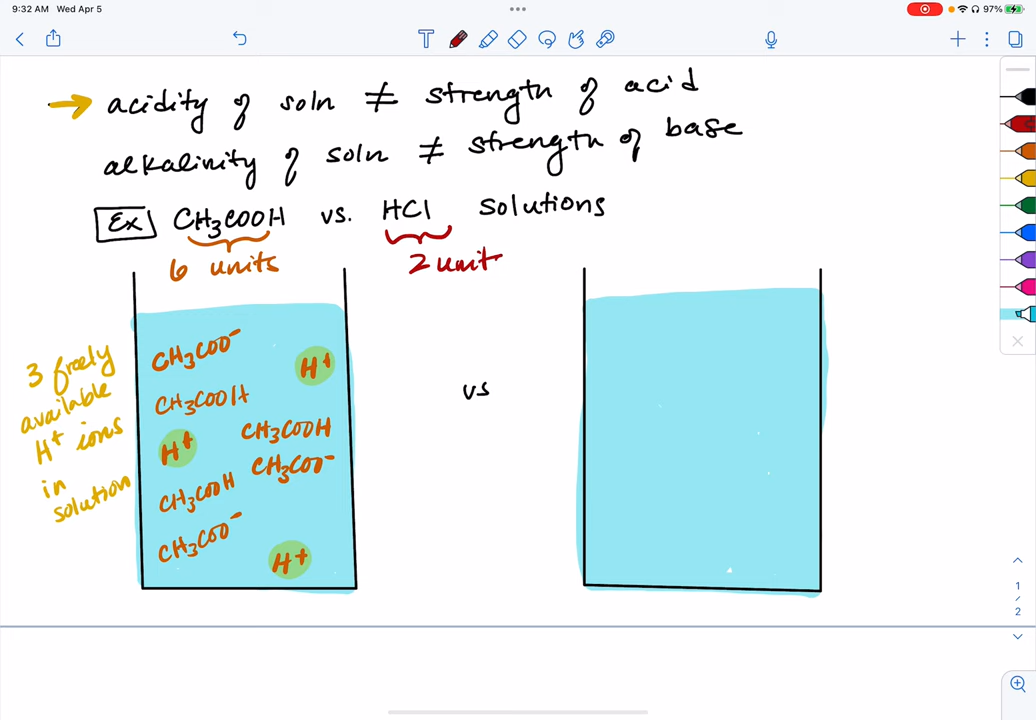 9:32 AM Wed Apr 5
97%
T
→ acidity of soln ≠ strength of acid
alkalinity of soln ≠ strength of base
Ex CH₃COOH vs. HCl solutions
6 units 2 unit
3 freely
available
H⁺ ions
in
solution
CH₃COO⁻
H⁺
CH₃COOH
CH₃COOH
H⁺
CH₃COO⁻
CH₃COOH
CH₃COO⁻
H⁺
vs
1
/
2